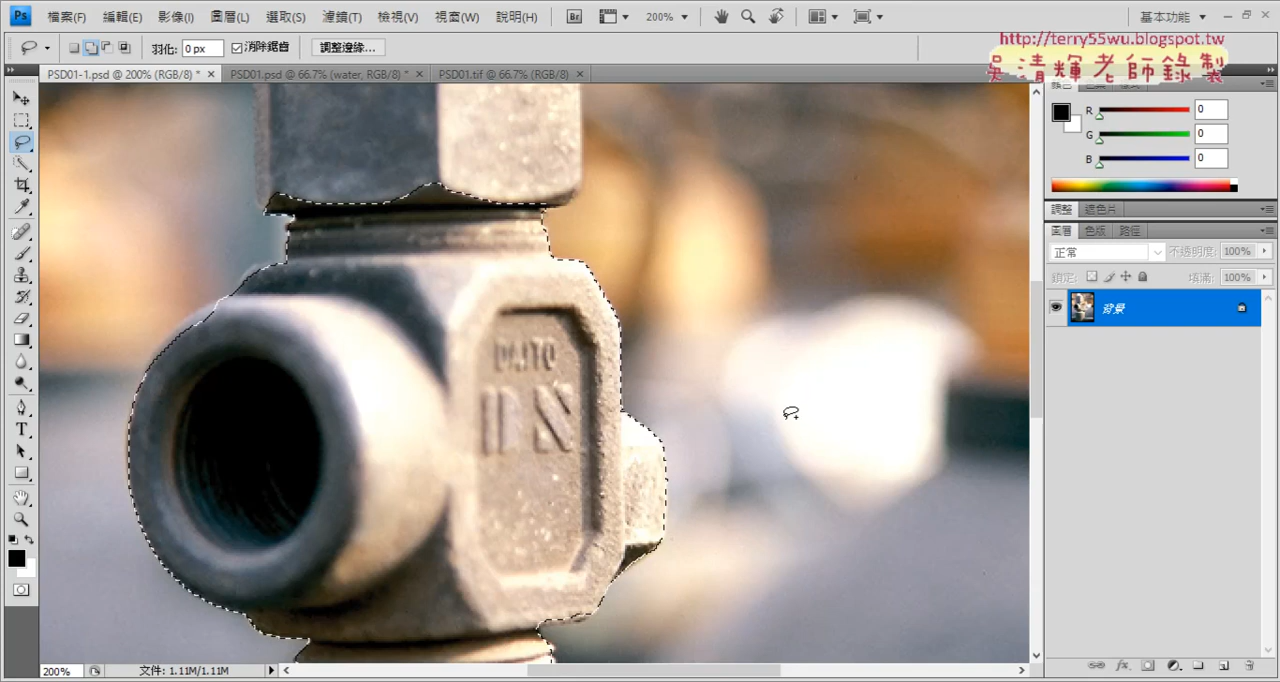 Ps 檔案(F) 編輯(E) 影像(I) 圖層(L) 選取(S) 濾鏡(T) 檢視(V) 視窗(W) 說明(H) Br 200% 基本功能
http://terry55wu.blogspot.tw
羽化: 0 px 消除鋸齒 調整邊緣...
吳清輝老師錄製
PSD01-1.psd @ 200% (RGB/8) * PSD01.psd @ 66.7% (water, RGB/8) * PSD01.tif @ 66.7% (RGB/8)
R 0
G 0
B 0
調整 遮色片
圖層 色版 路徑
正常 不透明度: 100%
鎖定: 填滿: 100%
背景
200% 文件: 1.11M/1.11M